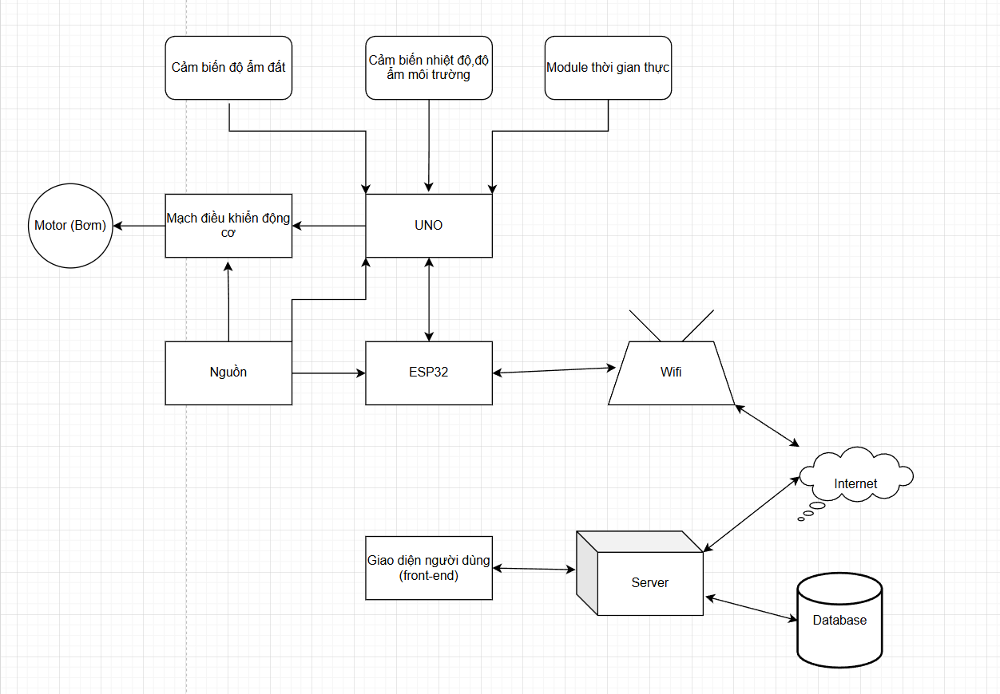 Cảm biến độ ẩm đất
Cảm biến nhiệt độ,độ
ẩm môi trường
Module thời gian thực
Motor (Bơm)
Mạch điều khiển động
cơ
UNO
Nguồn
ESP32
Wifi
Internet
Giao diện người dùng
(front-end)
Server
Database